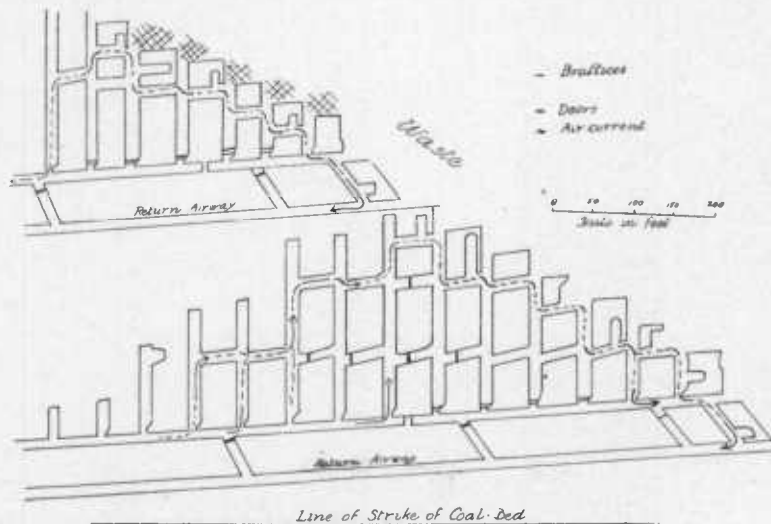 Brattices
Doors
Air current
Waste
0 50 100 150 200
Scale in feet
Return Airway
Return Airway
Line of Strike of Coal-Bed